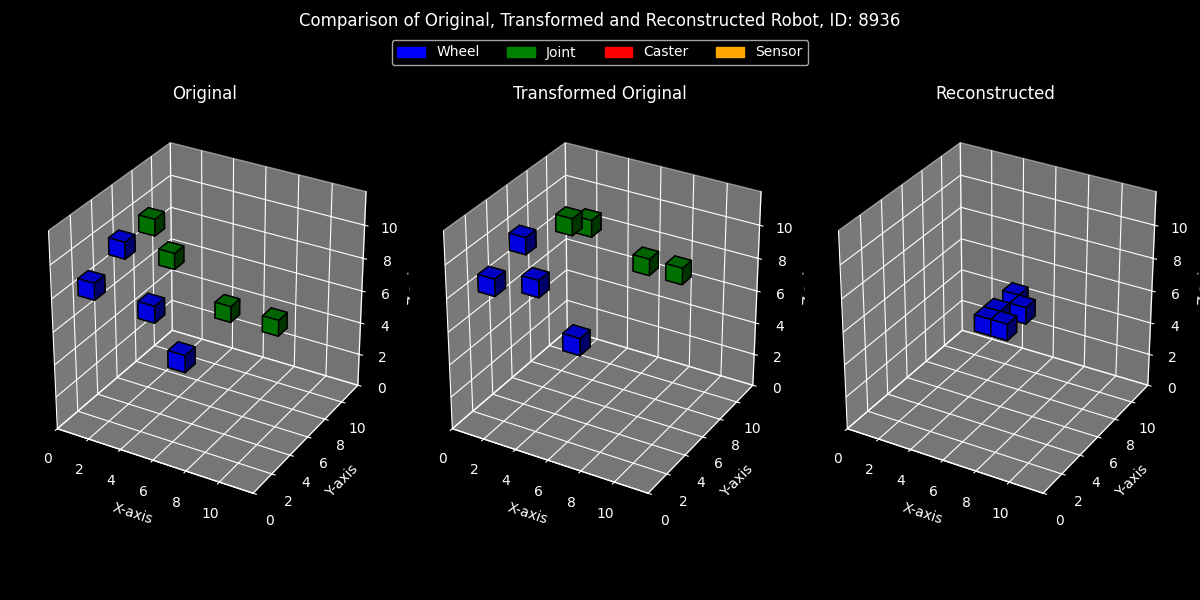 Comparison of Original, Transformed and Reconstructed Robot, ID: 8936
Wheel Joint Caster Sensor
Original Transformed Original Reconstructed
10 10 10
8 8 8
6 6 6
4 4 4
2 2 2
0 0 0
0 2 4 6 8 10
X-axis
0 2 4 6 8 10
Y-axis
0 2 4 6 8 10
X-axis
0 2 4 6 8 10
Y-axis
0 2 4 6 8 10
X-axis
0 2 4 6 8 10
Y-axis